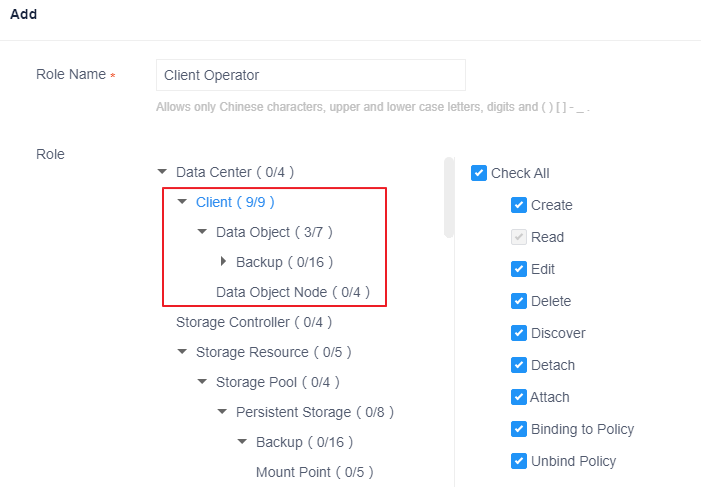 Add
Role Name *
Client Operator
Allows only Chinese characters, upper and lower case letters, digits and ( ) [ ] - _ .
Role
Data Center ( 0/4 )
Client ( 9/9 )
Data Object ( 3/7 )
Backup ( 0/16 )
Data Object Node ( 0/4 )
Storage Controller ( 0/4 )
Storage Resource ( 0/5 )
Storage Pool ( 0/4 )
Persistent Storage ( 0/8 )
Backup ( 0/16 )
Mount Point ( 0/5 )
Check All
Create
Read
Edit
Delete
Discover
Detach
Attach
Binding to Policy
Unbind Policy